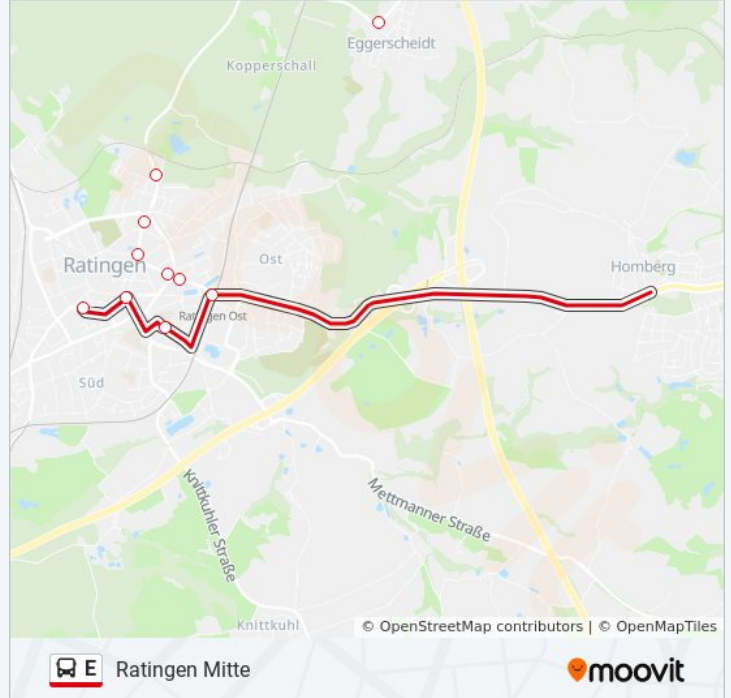 Eggerscheidt
Kopperschall
Ratingen
Ost
Homberg
Ratingen Ost
Süd
Knittkuhler Straße
Mettmanner Straße
Knittkuhl
© OpenStreetMap contributors | © OpenMapTiles
E Ratingen Mitte
moovit